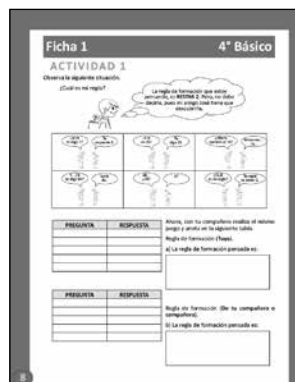 Ficha 1
4° Básico
ACTIVIDAD 1
Observa la siguiente situación.
¿Cuál es mi regla?
La regla de formación que estoy
pensando, es RESTAR 2. Pero, no debo
decirla, pues mi amigo José tiene que
descubrirla.
PREGUNTA RESPUESTA
Ahora, con tu compañero realiza el mismo
juego y anota en la siguiente tabla.
Regla de formación (Tuya).
a) La regla de formación pensada es:
PREGUNTA RESPUESTA
Regla de formación (De tu compañera o
compañero).
b) La regla de formación pensada es:
8